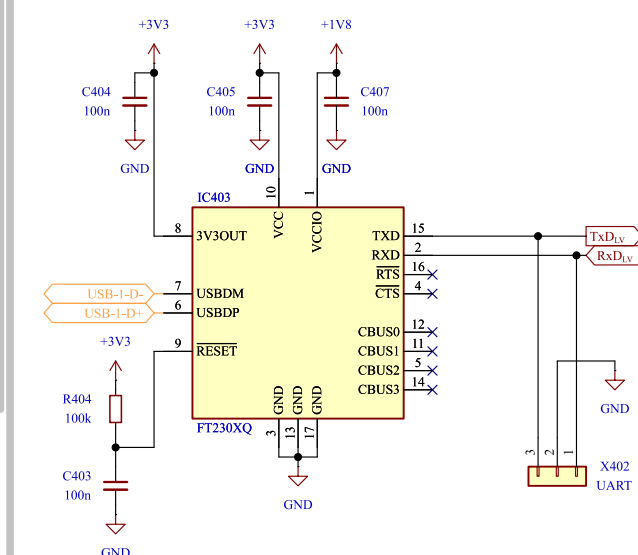 +3V3
+3V3
+1V8
C404
100n
C405
100n
C407
100n
GND
GND
GND
IC403
10
1
VCC
VCCIO
8
3V3OUT
TXD
15
TxDLV
RXD
2
RxDLV
RTS
16
USB-1-D-
7
USBDM
CTS
4
USB-1-D+
6
USBDP
CBUS0
12
+3V3
9
RESET
CBUS1
11
CBUS2
5
CBUS3
14
R404
100k
GND
GND
GND
GND
FT230XQ
3
13
17
C403
100n
GND
3
2
1
X402
UART
GND